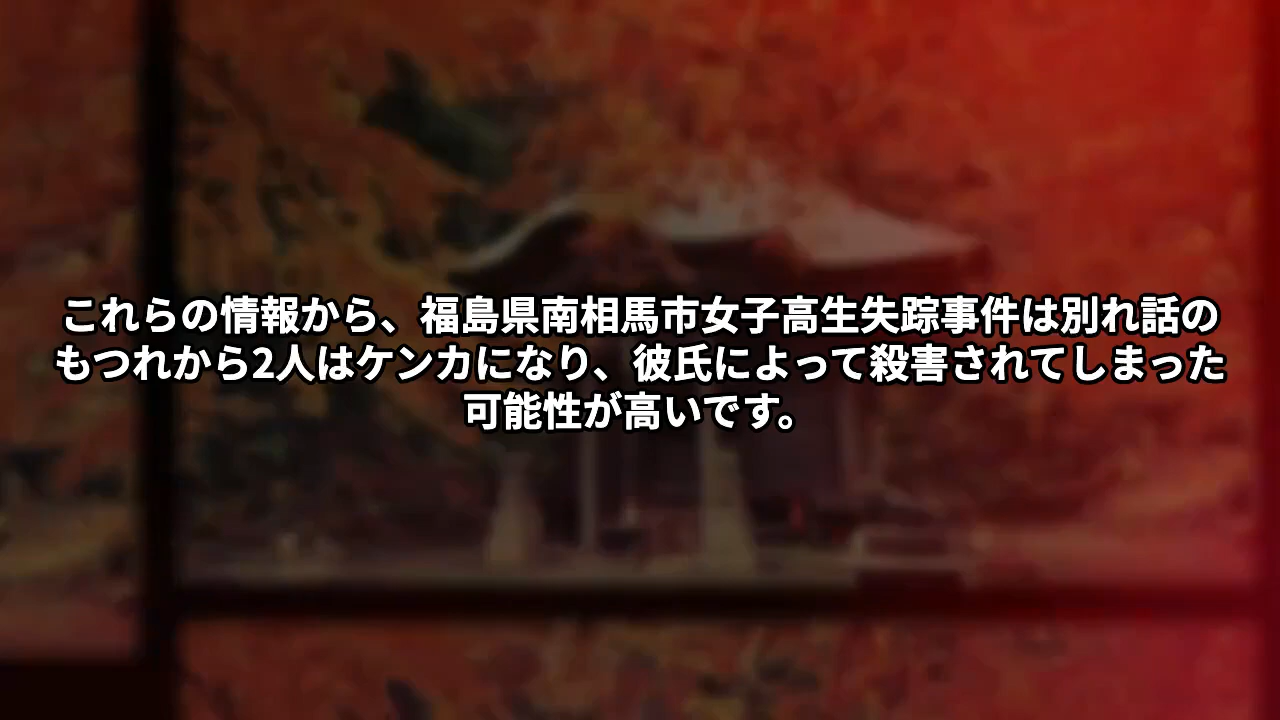 これらの情報から、福島県南相馬市女子高生失踪事件は別れ話の
もつれから2人はケンカになり、彼氏によって殺害されてしまった
可能性が高いです。